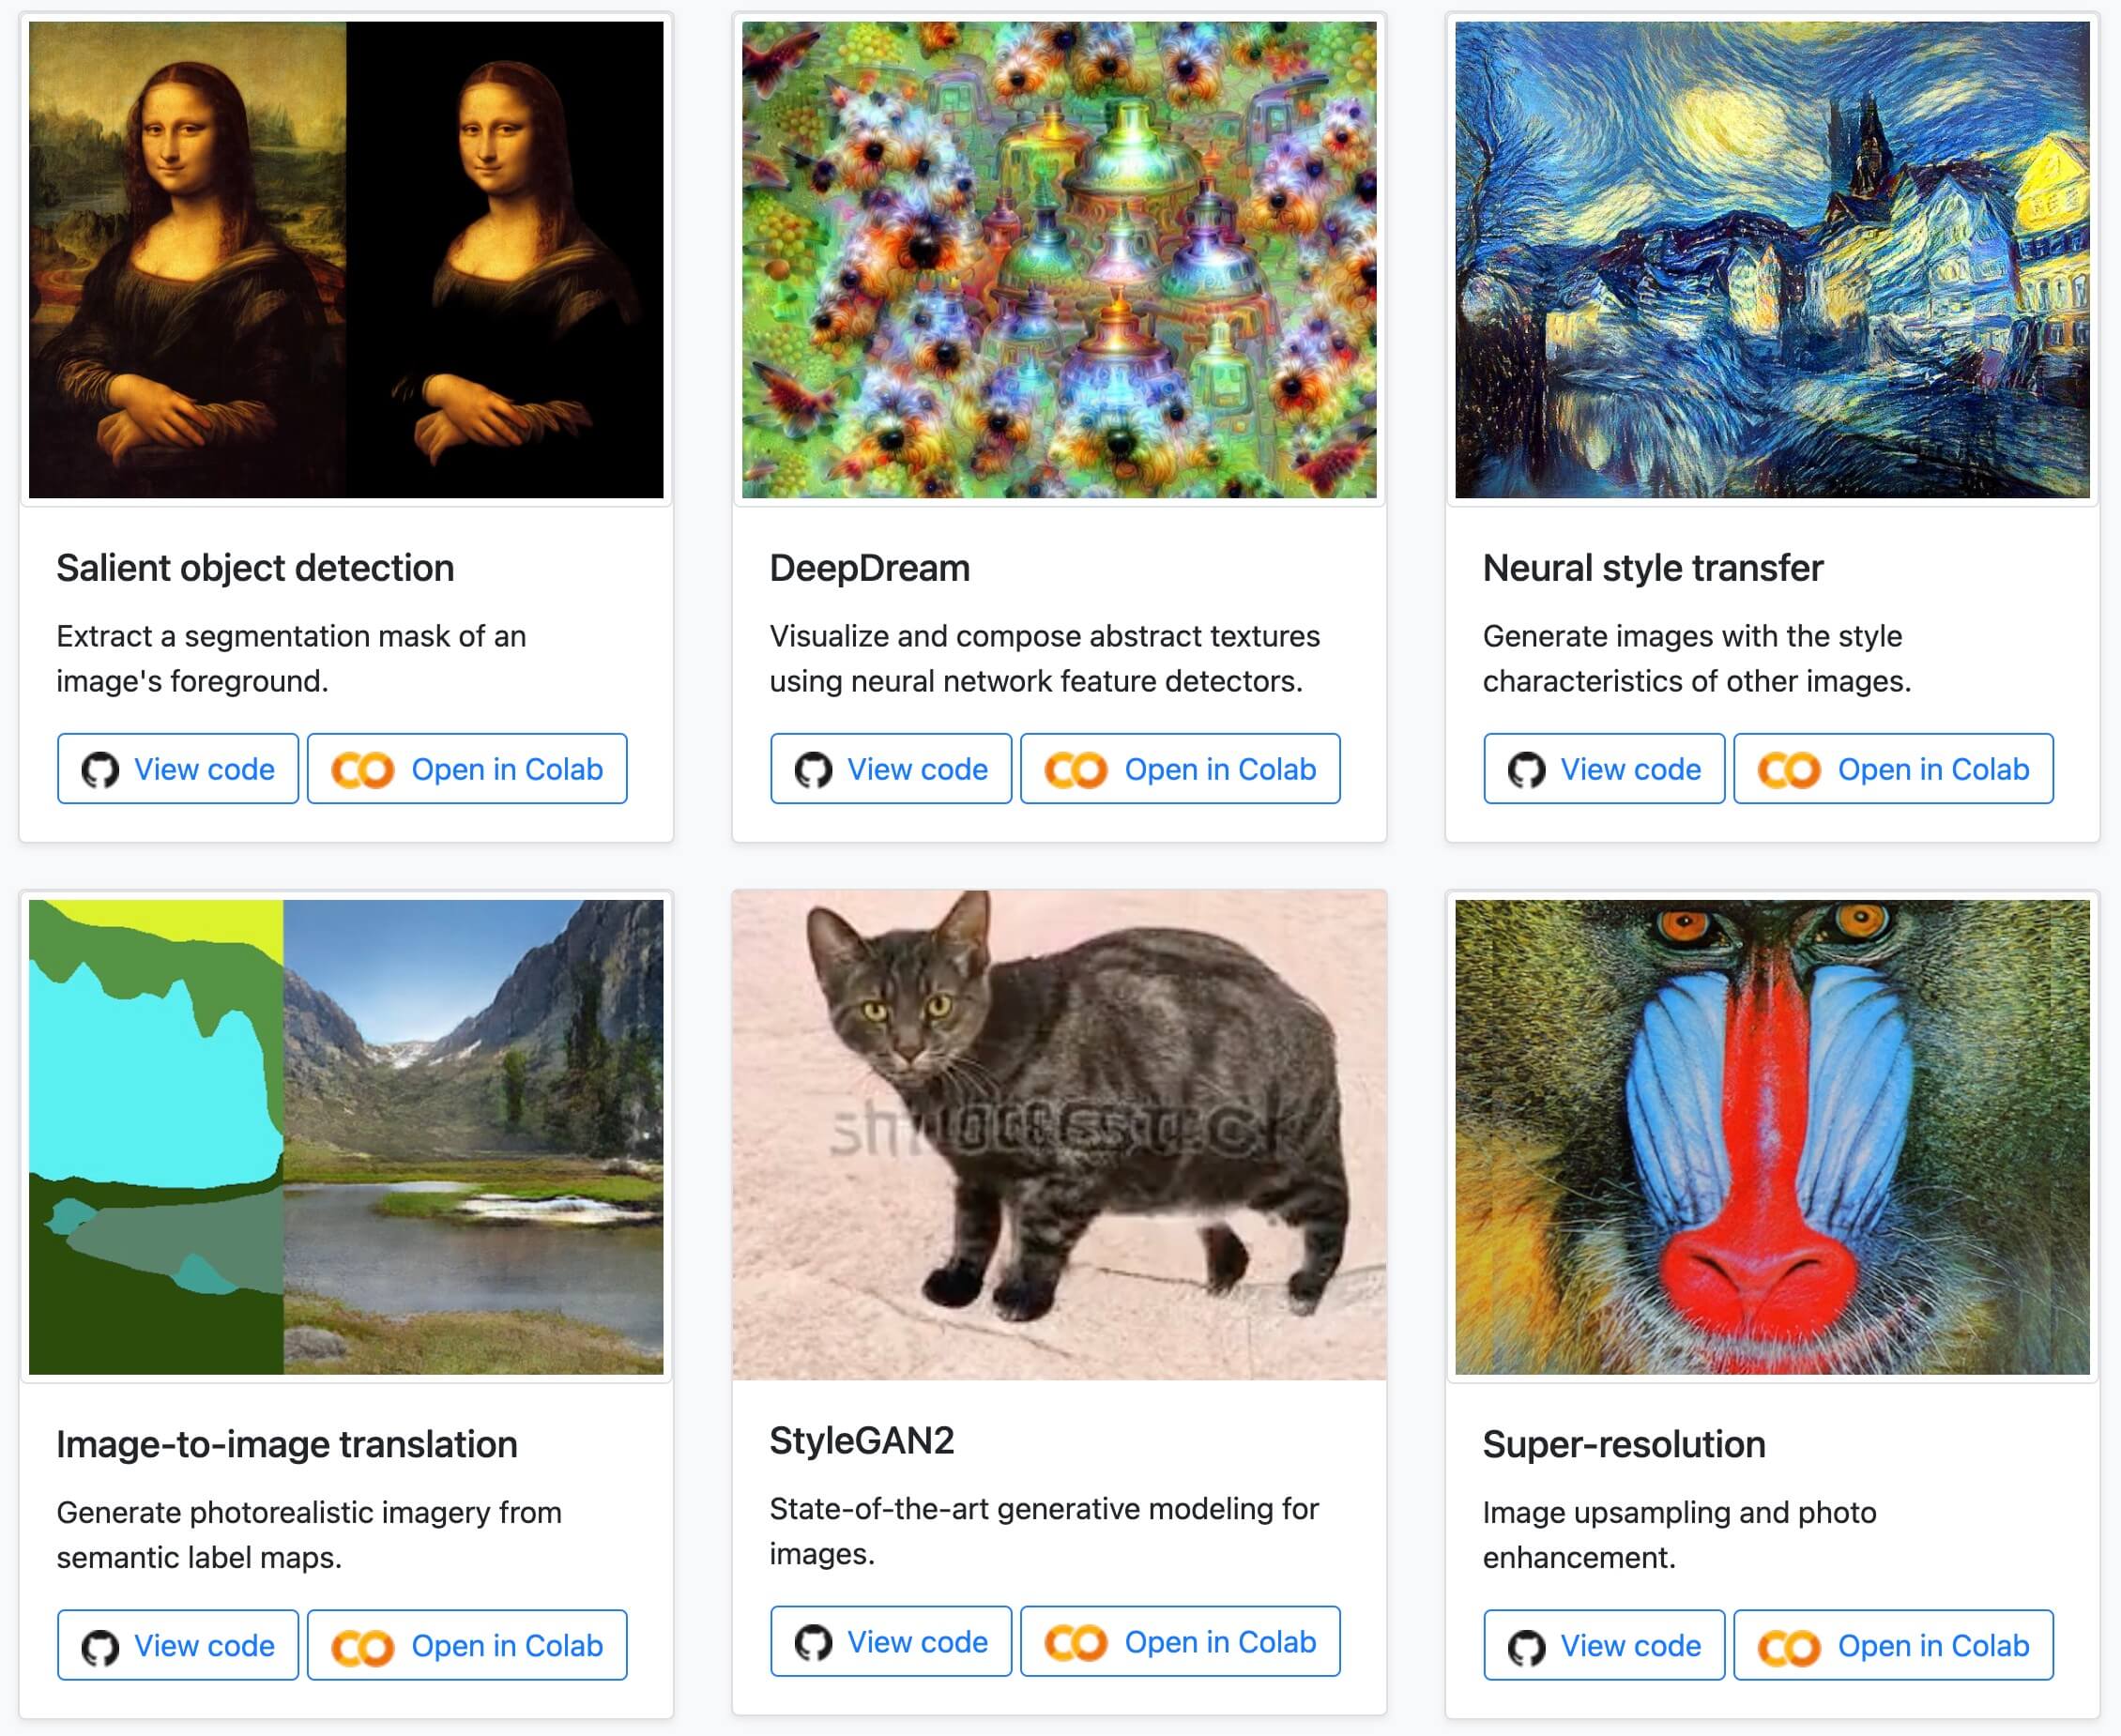 Salient object detection
Extract a segmentation mask of an
image's foreground.
View code
Open in Colab
DeepDream
Visualize and compose abstract textures
using neural network feature detectors.
View code
Open in Colab
Neural style transfer
Generate images with the style
characteristics of other images.
View code
Open in Colab
Image-to-image translation
Generate photorealistic imagery from
semantic label maps.
View code
Open in Colab
StyleGAN2
State-of-the-art generative modeling for
images.
View code
Open in Colab
Super-resolution
Image upsampling and photo
enhancement.
View code
Open in Colab